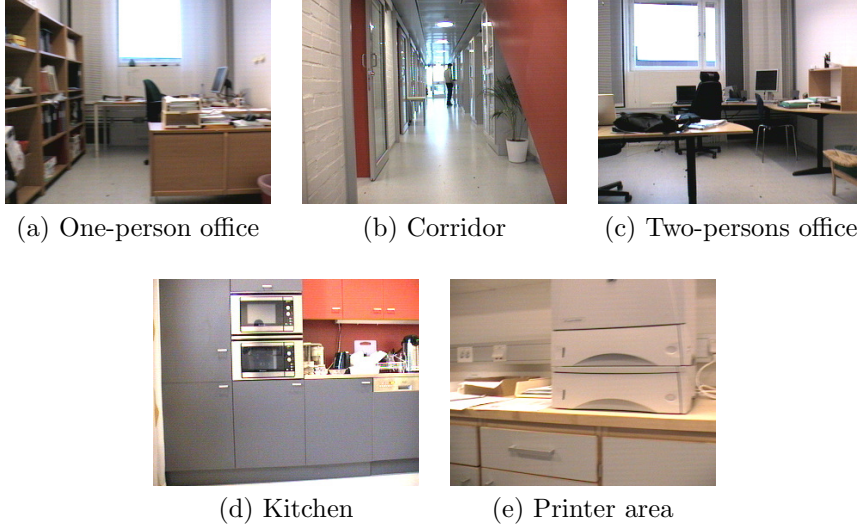 (a) One-person office
(b) Corridor
(c) Two-persons office
(d) Kitchen
(e) Printer area